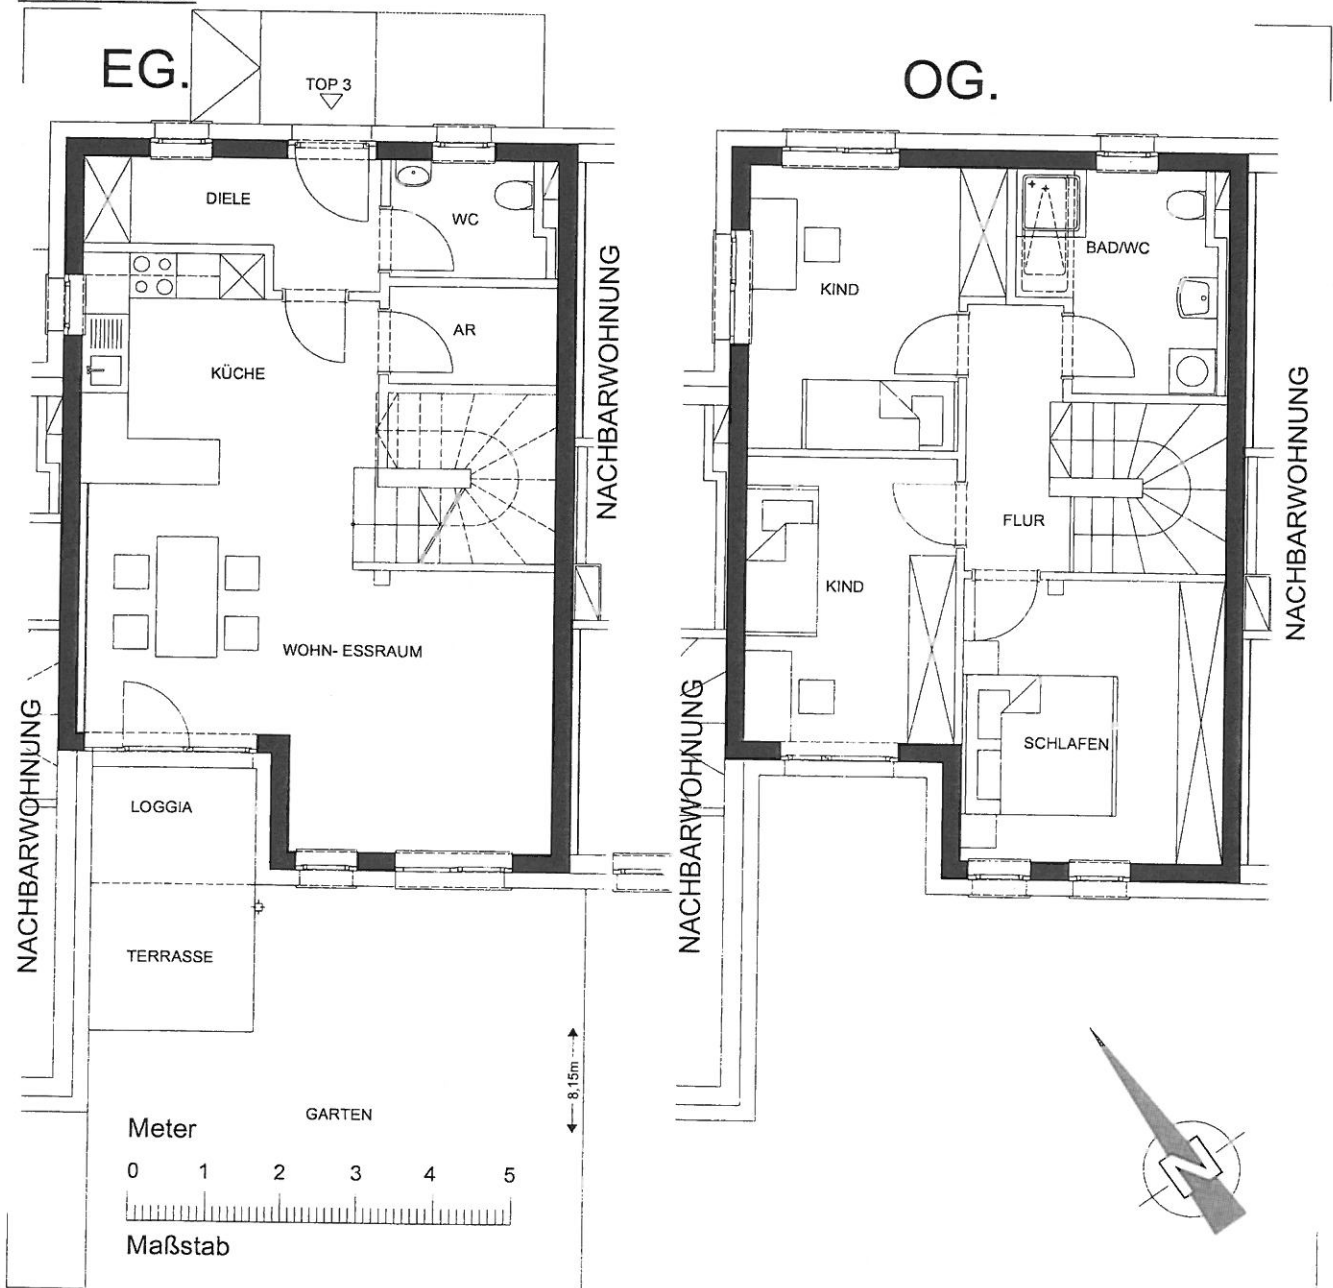 EG.
TOP 3
OG.
DIELE
WC
BAD/WC
KIND
AR
KÜCHE
NACHBARWOHNUNG
NACHBARWOHNUNG
FLUR
KIND
WOHN- ESSRAUM
SCHLAFEN
NACHBARWOHNUNG
NACHBARWOHNUNG
LOGGIA
TERRASSE
8,15m
GARTEN
Meter
0 1 2 3 4 5
Maßstab
N